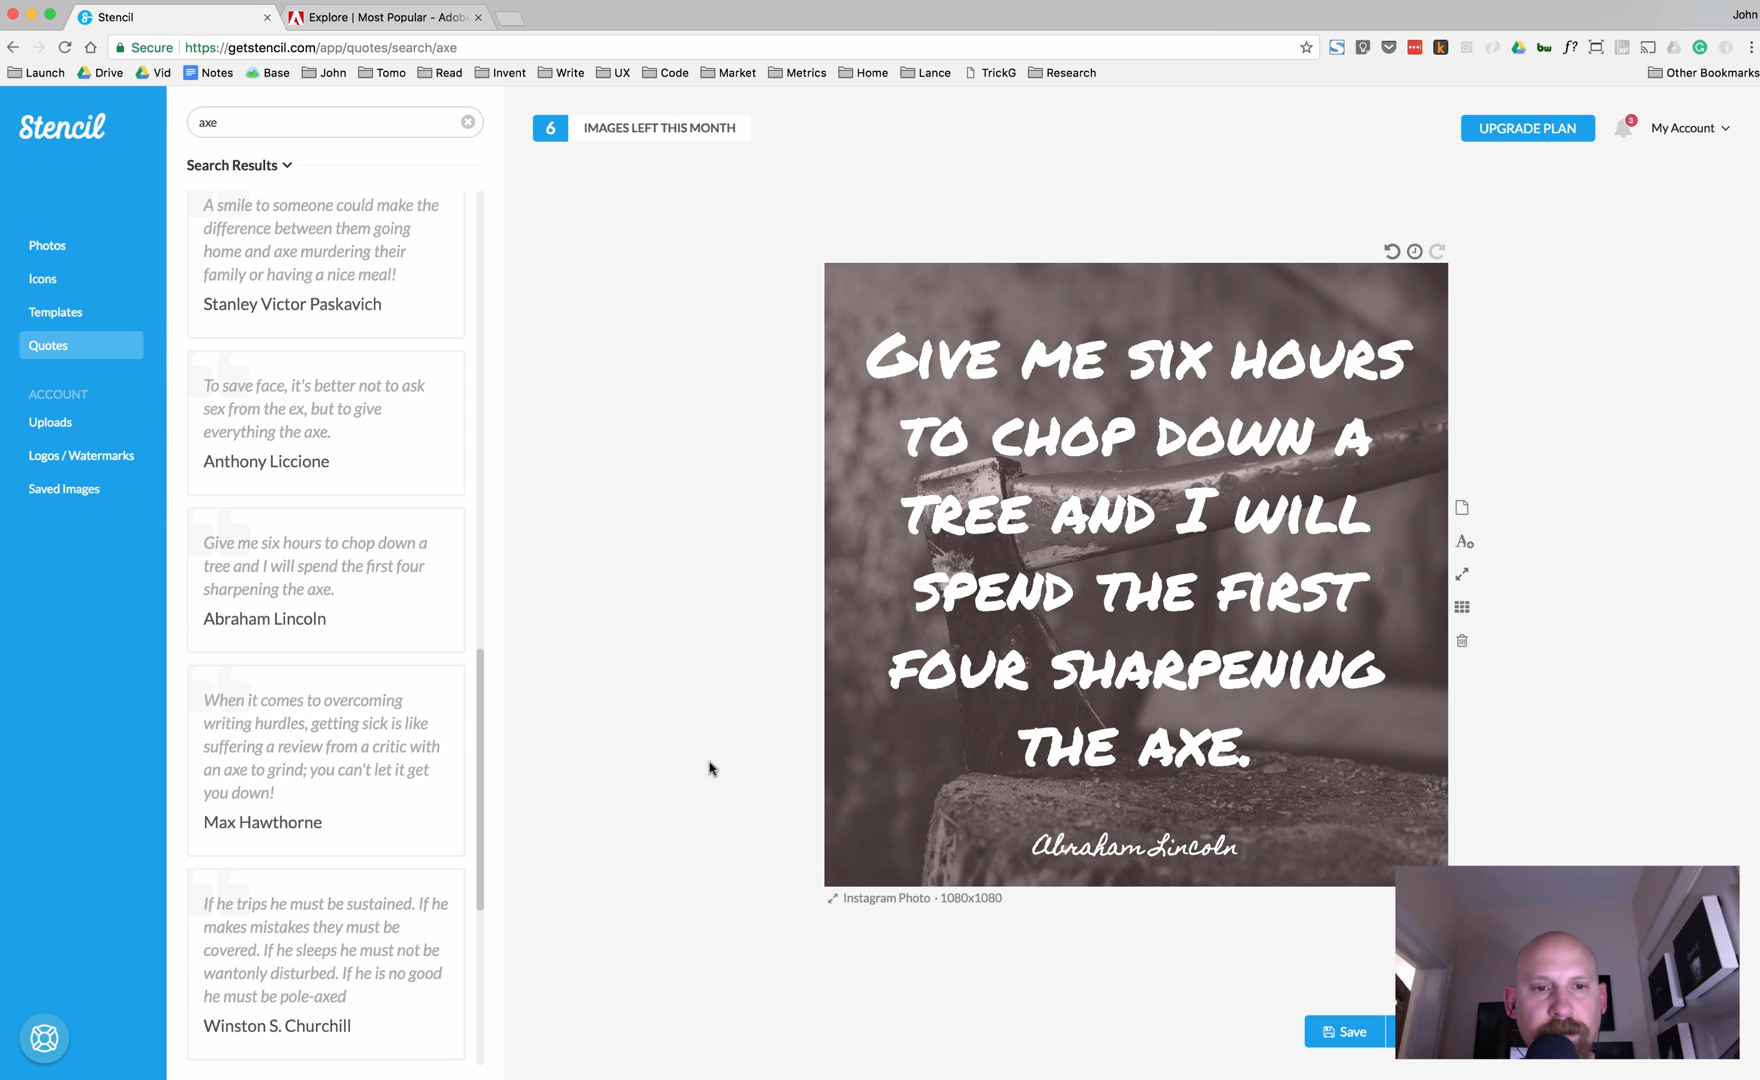 Stencil
Explore | Most Popular - Adob
John
Secure
https://getstencil.com/app/quotes/search/axe
Launch
Drive
Vid
Notes
Base
John
Tomo
Read
Invent
Write
UX
Code
Market
Metrics
Home
Lance
TrickG
Research
Other Bookmarks
Stencil
axe
6
IMAGES LEFT THIS MONTH
UPGRADE PLAN
3
My Account
Search Results
Photos
Icons
Templates
Quotes
ACCOUNT
Uploads
Logos / Watermarks
Saved Images
A smile to someone could make the
difference between them going
home and axe murdering their
family or having a nice meal!
Stanley Victor Paskavich
To save face, it's better not to ask
sex from the ex, but to give
everything the axe.
Anthony Liccione
Give me six hours to chop down a
tree and I will spend the first four
sharpening the axe.
Abraham Lincoln
When it comes to overcoming
writing hurdles, getting sick is like
suffering a review from a critic with
an axe to grind; you can't let it get
you down!
Max Hawthorne
If he trips he must be sustained. If he
makes mistakes they must be
covered. If he sleeps he must not be
wantonly disturbed. If he is no good
he must be pole-axed
Winston S. Churchill
GIVE ME SIX HOURS
TO CHOP DOWN A
TREE AND I WILL
SPEND THE FIRST
FOUR SHARPENING
THE AXE.
Abraham Lincoln
Instagram Photo · 1080x1080
Save